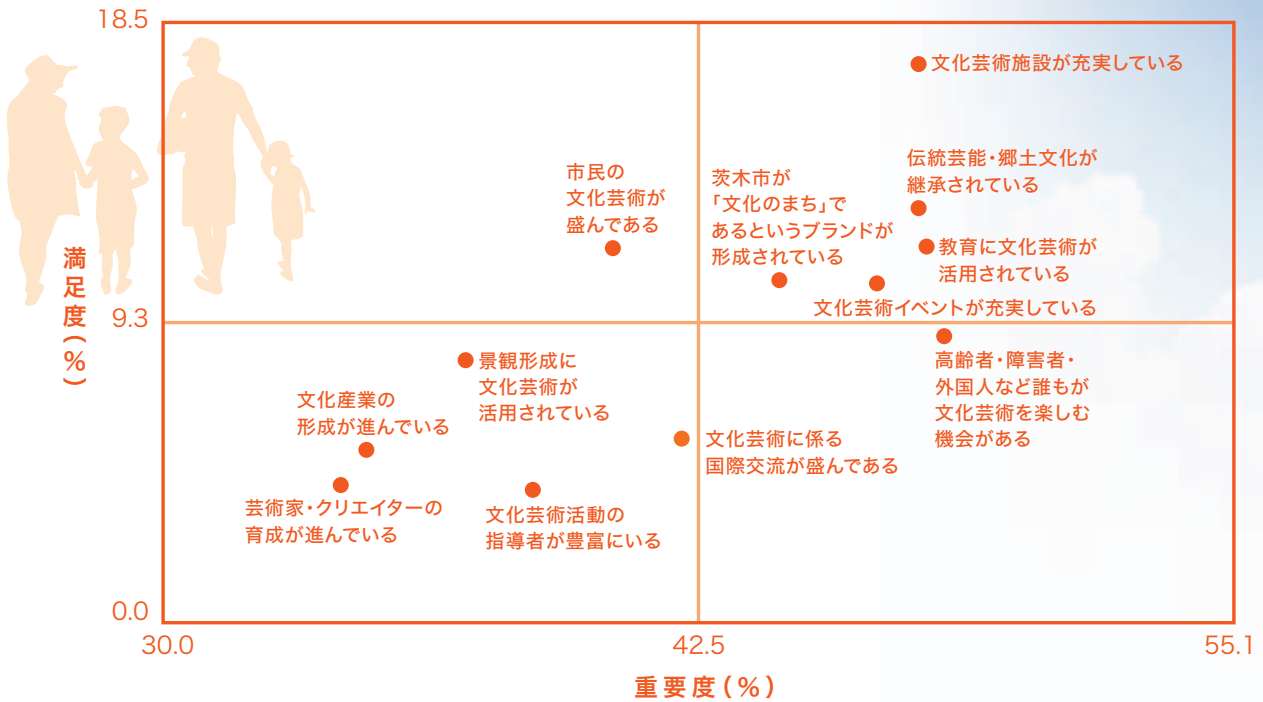 18.5
文化芸術施設が充実している
伝統芸能・郷土文化が
継承されている
市民の
文化芸術が
盛んである
茨木市が
「文化のまち」で
あるというブランドが
形成されている
教育に文化芸術が
活用されている
文化芸術イベントが充実している
満足度(%)
9.3
高齢者・障害者・
外国人など誰もが
文化芸術を楽しむ
機会がある
景観形成に
文化芸術が
活用されている
文化産業の
形成が進んでいる
文化芸術に係る
国際交流が盛んである
芸術家・クリエイターの
育成が進んでいる
文化芸術活動の
指導者が豊富にいる
0.0
30.0
42.5
55.1
重要度(%)